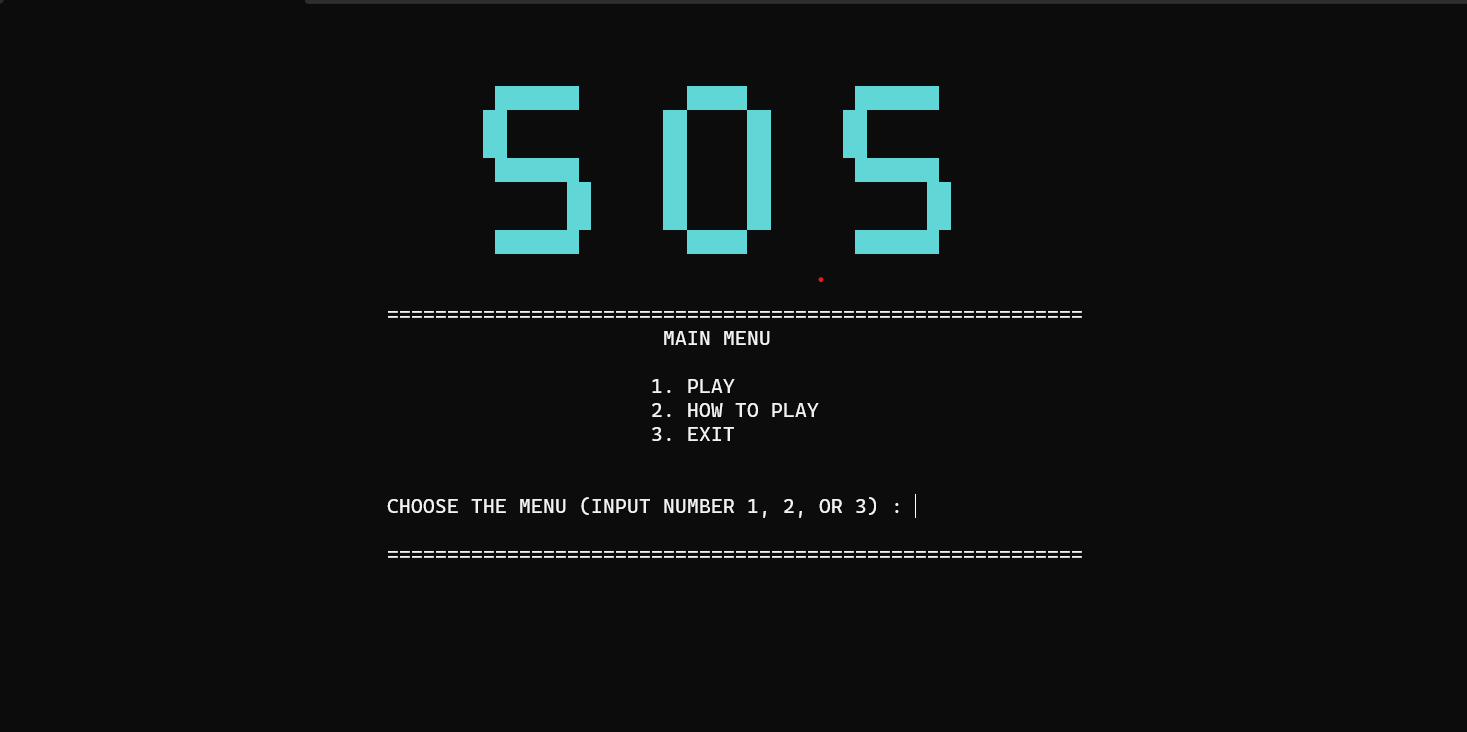 SOS
==========================================================
MAIN MENU
1. PLAY
2. HOW TO PLAY
3. EXIT
CHOOSE THE MENU (INPUT NUMBER 1, 2, OR 3) :
==========================================================